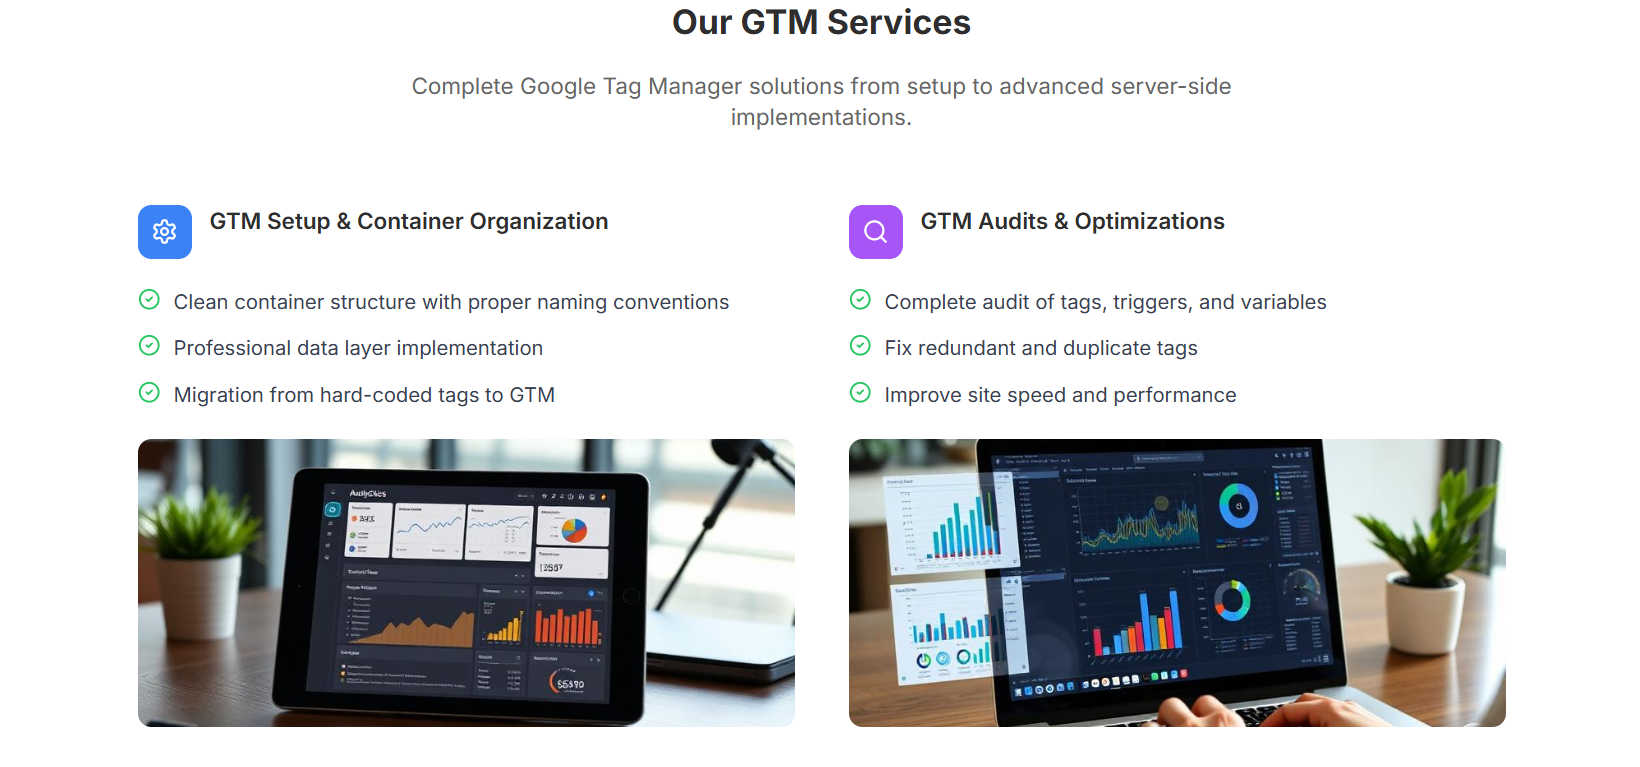 Our GTM Services
Complete Google Tag Manager solutions from setup to advanced server-side
implementations.
GTM Setup & Container Organization
Clean container structure with proper naming conventions
Professional data layer implementation
Migration from hard-coded tags to GTM
GTM Audits & Optimizations
Complete audit of tags, triggers, and variables
Fix redundant and duplicate tags
Improve site speed and performance